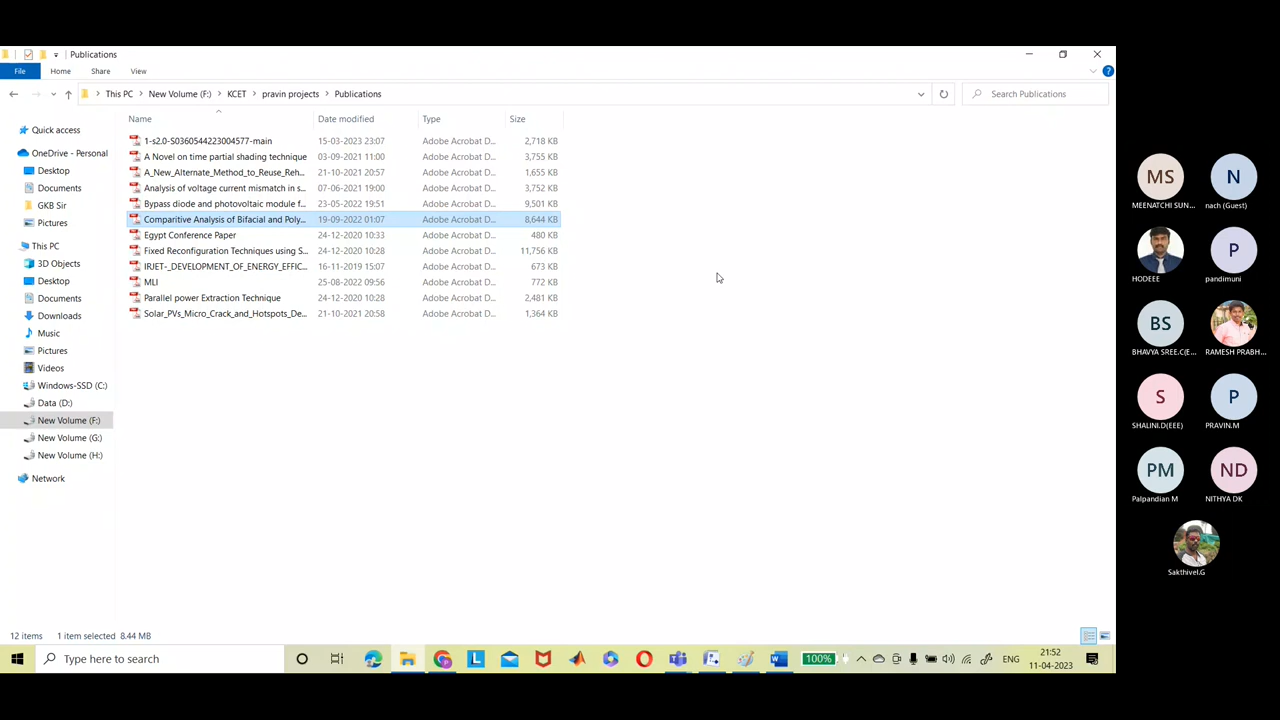 Publications
File Home Share View
This PC New Volume (F:) KCET pravin projects Publications
Search Publications
Name Date modified Type Size
Quick access
OneDrive - Personal
Desktop
Documents
GKB Sir
Pictures
This PC
3D Objects
Desktop
Documents
Downloads
Music
Pictures
Videos
Windows-SSD (C:)
Data (D:)
New Volume (F:)
New Volume (G:)
New Volume (H:)
Network
1-s2.0-S0360544223004577-main 15-03-2023 23:07 Adobe Acrobat D... 2,718 KB
A Novel on time partial shading technique 03-09-2021 11:00 Adobe Acrobat D... 3,755 KB
A_New_Alternate_Method_to_Reuse_Reh... 21-10-2021 20:57 Adobe Acrobat D... 1,655 KB
Analysis of voltage current mismatch in s... 07-06-2021 19:00 Adobe Acrobat D... 3,752 KB
Bypass diode and photovoltaic module f... 23-05-2022 19:51 Adobe Acrobat D... 9,501 KB
Comparitive Analysis of Bifacial and Poly... 19-09-2022 01:07 Adobe Acrobat D... 8,644 KB
Egypt Conference Paper 24-12-2020 10:33 Adobe Acrobat D... 480 KB
Fixed Reconfiguration Techniques using S... 24-12-2020 10:28 Adobe Acrobat D... 11,756 KB
IRJET-_DEVELOPMENT_OF_ENERGY_EFFIC... 16-11-2019 15:07 Adobe Acrobat D... 673 KB
MLI 25-08-2022 09:56 Adobe Acrobat D... 772 KB
Parallel power Extraction Technique 24-12-2020 10:28 Adobe Acrobat D... 2,481 KB
Solar_PVs_Micro_Crack_and_Hotspots_De... 21-10-2021 20:58 Adobe Acrobat D... 1,364 KB
12 items 1 item selected 8.44 MB
Type here to search
100%
ENG
21:52
11-04-2023
MS N
MEENATCHI SUN... nach (Guest)
P
HODEEE pandimuni
BS
BHAVYA SREE.C(E... RAMESH PRABH...
S P
SHALINI.D(EEE) PRAVIN.M
PM ND
Palpandian M NITHYA DK
Sakthivel.G